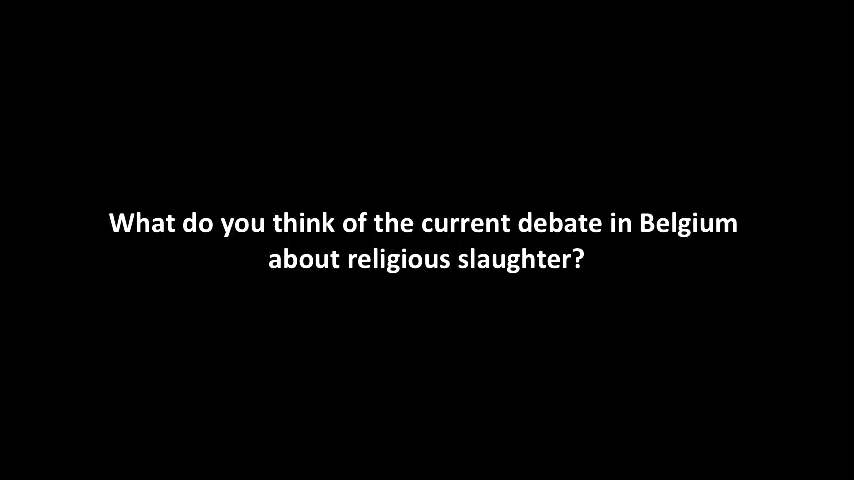 What do you think of the current debate in Belgium
about religious slaughter?